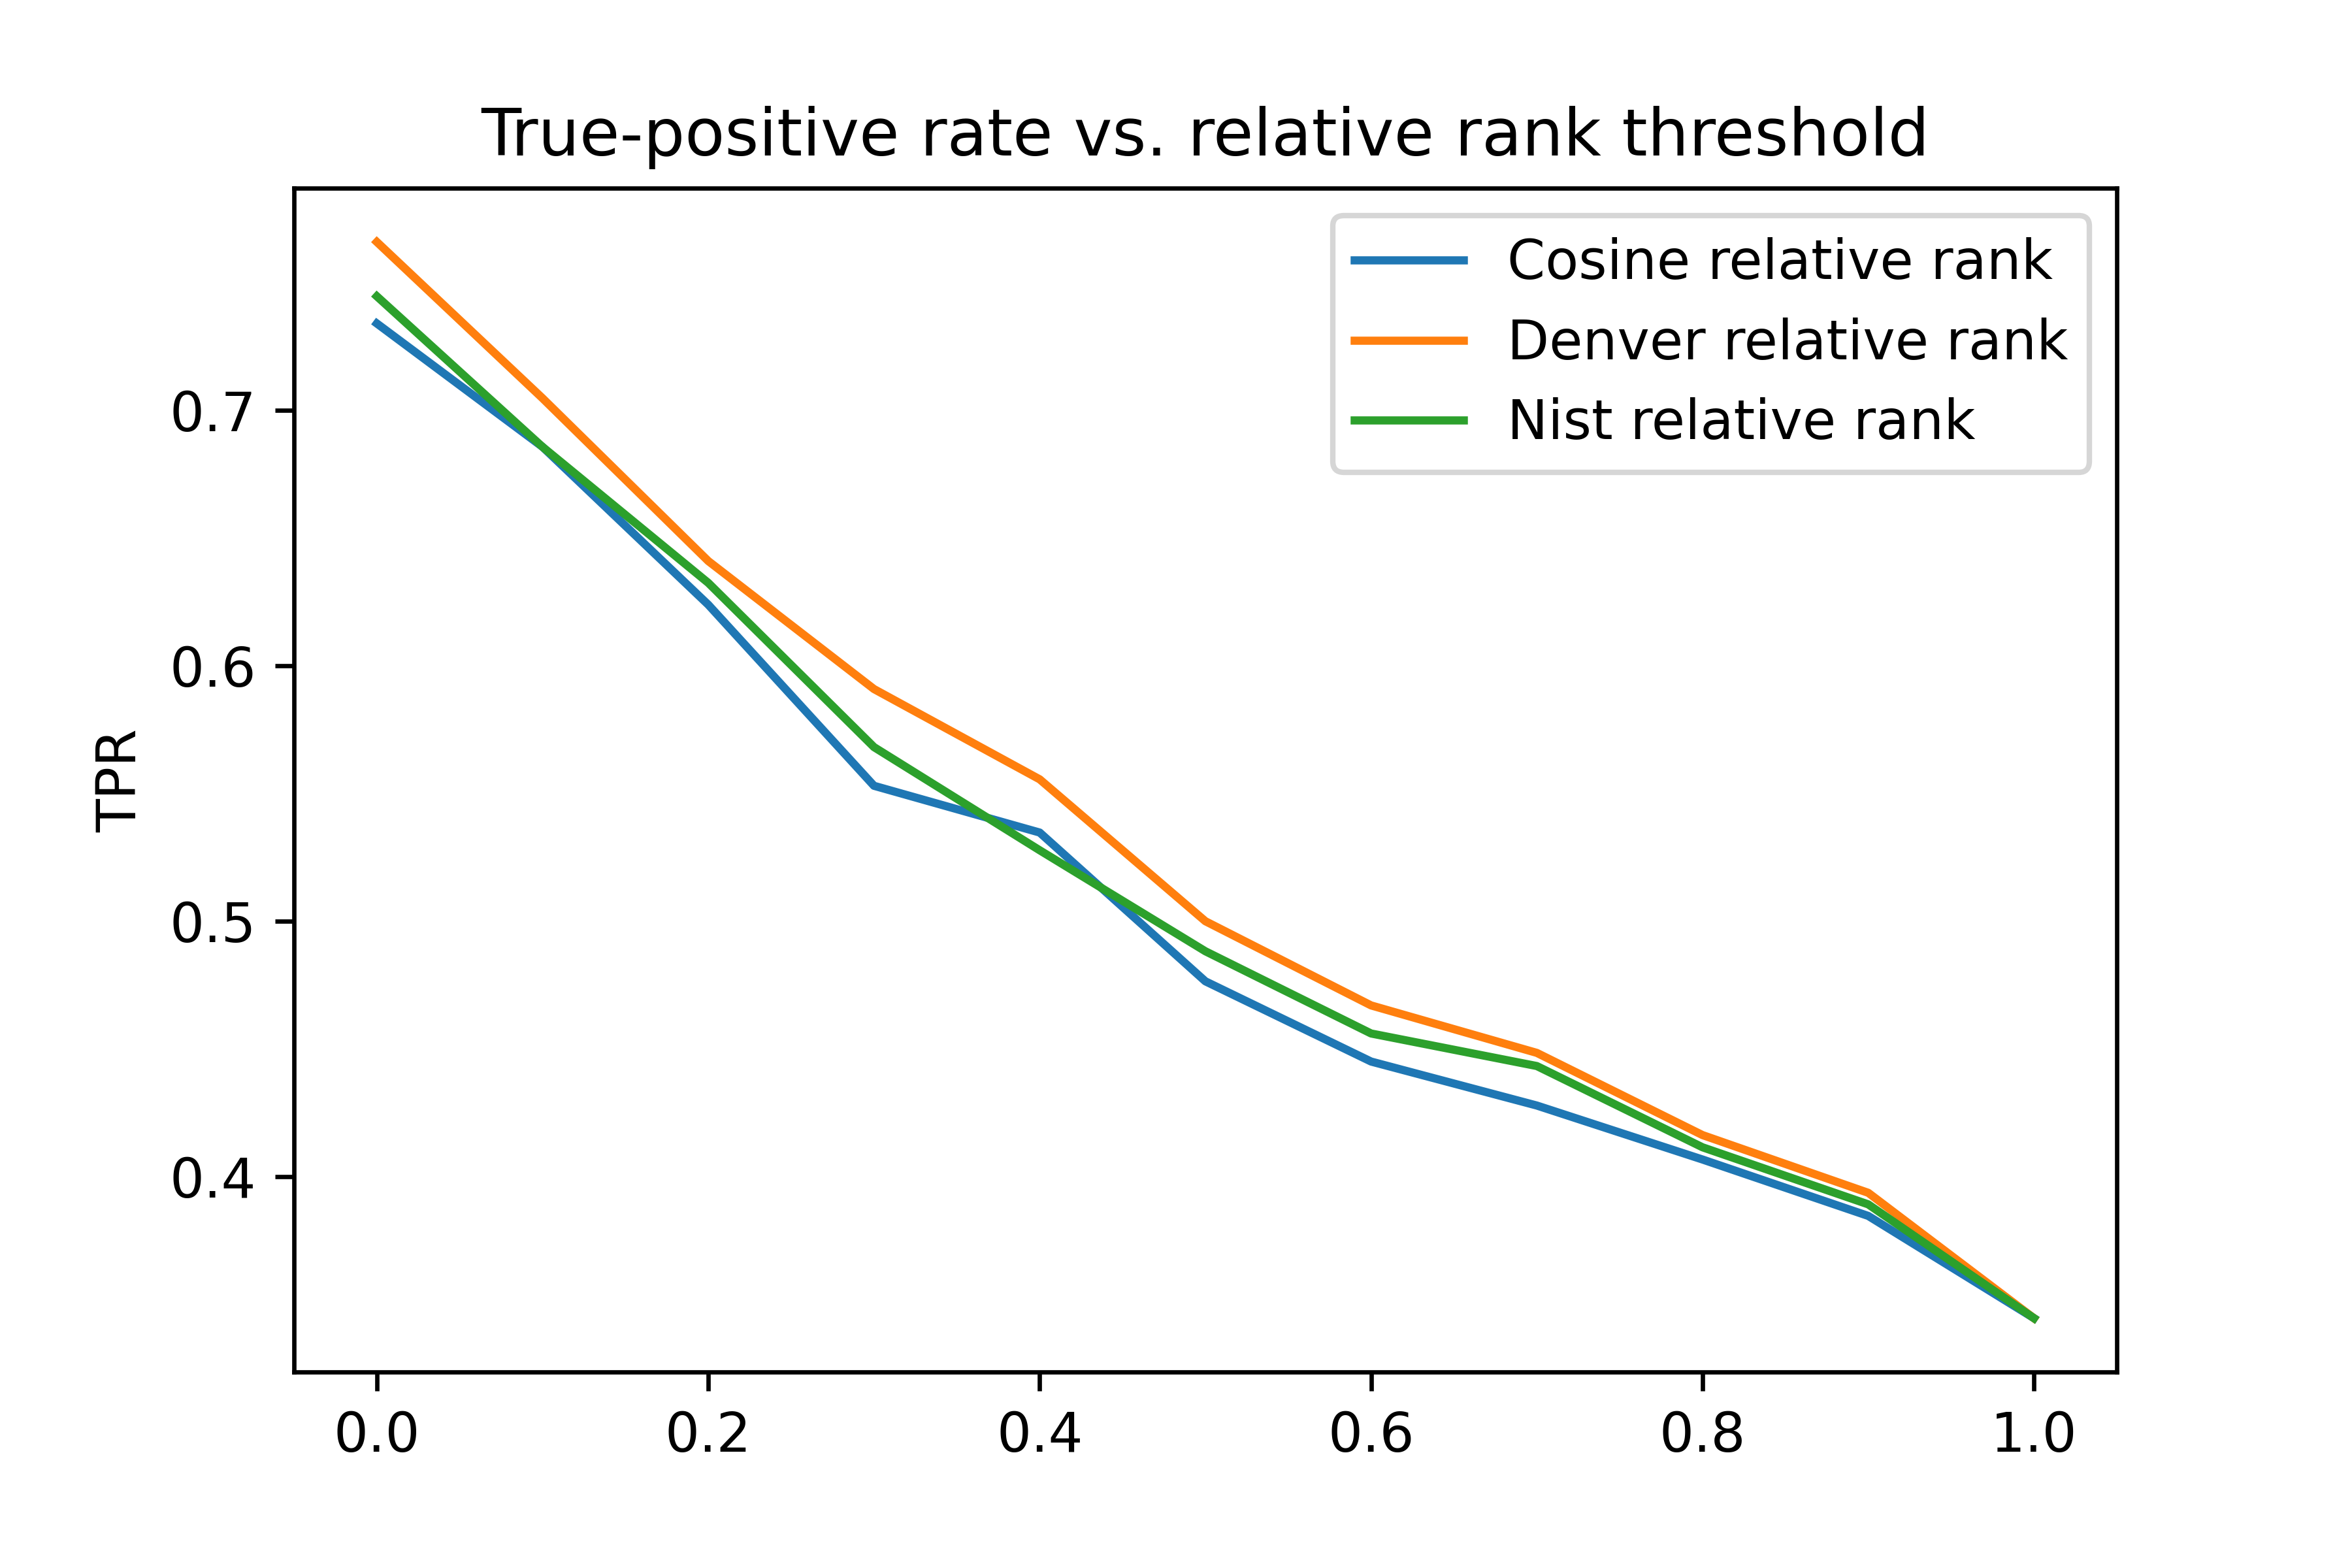 True-positive rate vs. relative rank threshold
Cosine relative rank
Denver relative rank
Nist relative rank
TPR
0.7
0.6
0.5
0.4
0.0 0.2 0.4 0.6 0.8 1.0